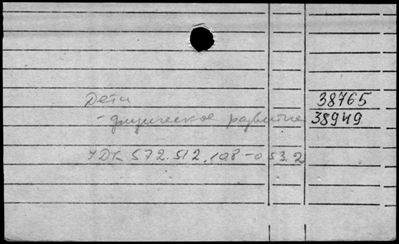 Дети 38765
- физическое развитие 38949
УДК 572.512.108-053.2